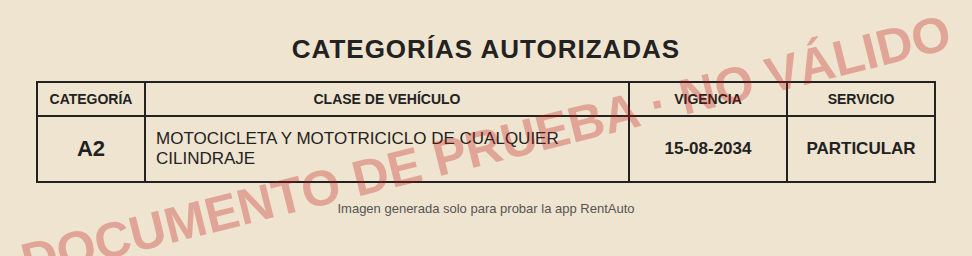 CATEGORÍAS AUTORIZADAS
CATEGORÍA CLASE DE VEHÍCULO VIGENCIA SERVICIO
A2 MOTOCICLETA Y MOTOTRICICLO DE CUALQUIER CILINDRAJE 15-08-2034 PARTICULAR
Imagen generada solo para probar la app RentAuto
DOCUMENTO DE PRUEBA · NO VÁLIDO